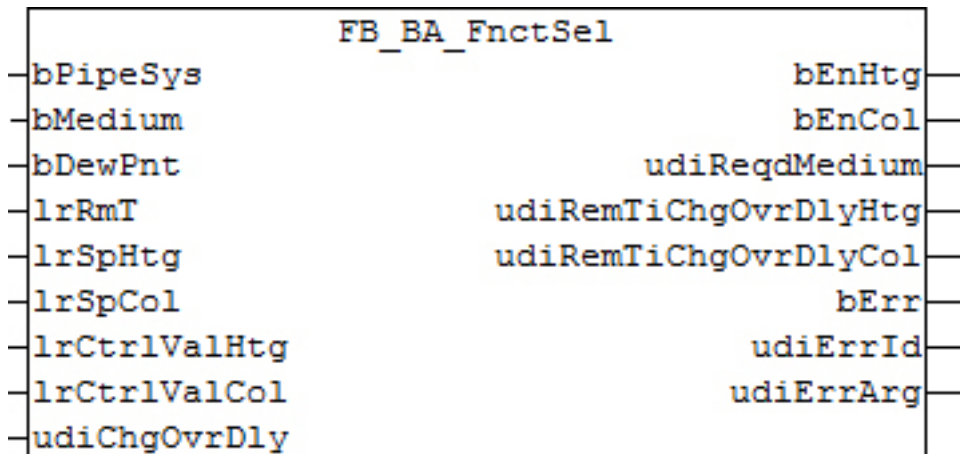 FB_BA_FnctSel
bPipeSys bEnHtg
bMedium bEnCol
bDewPnt udiReqdMedium
lrRmT udiRemTiChgOvrDlyHtg
lrSpHtg udiRemTiChgOvrDlyCol
lrSpCol bErr
lrCtrlValHtg udiErrId
lrCtrlValCol udiErrArg
udiChgOvrDly